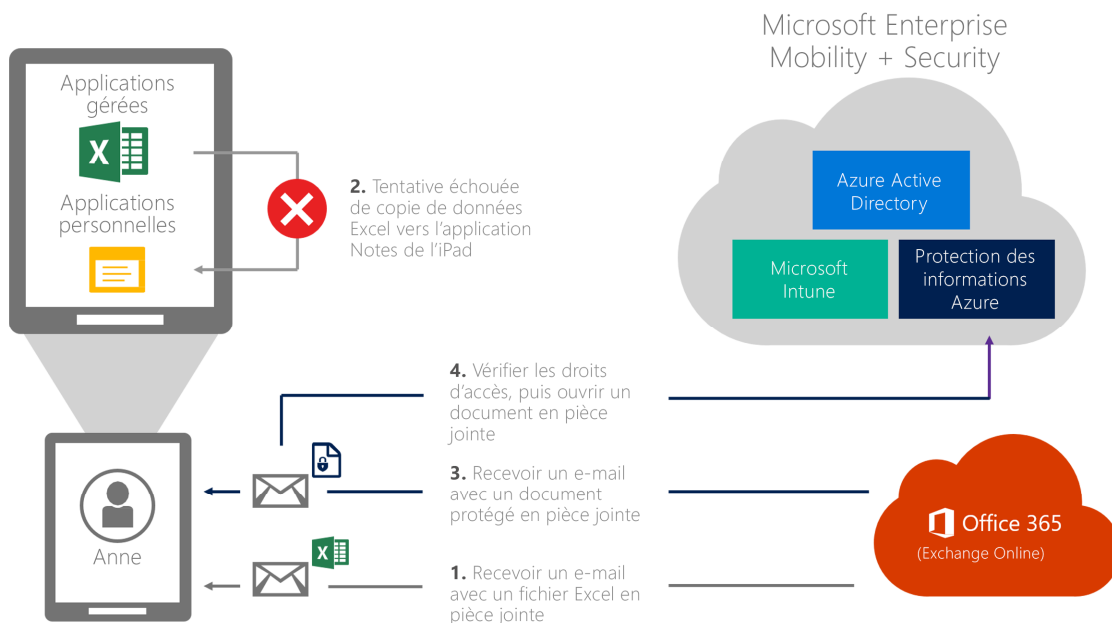 Microsoft Enterprise
Mobility + Security
Applications
gérées
X
Applications
personnelles
2. Tentative échouée
de copie de données
Excel vers l'application
Notes de l'iPad
Azure Active
Directory
Microsoft
Intune
Protection des
informations
Azure
4. Vérifier les droits
d'accès, puis ouvrir un
document en pièce
jointe
3. Recevoir un e-mail
avec un document
protégé en pièce jointe
Anne
Office 365
(Exchange Online)
X
1. Recevoir un e-mail
avec un fichier Excel en
pièce jointe